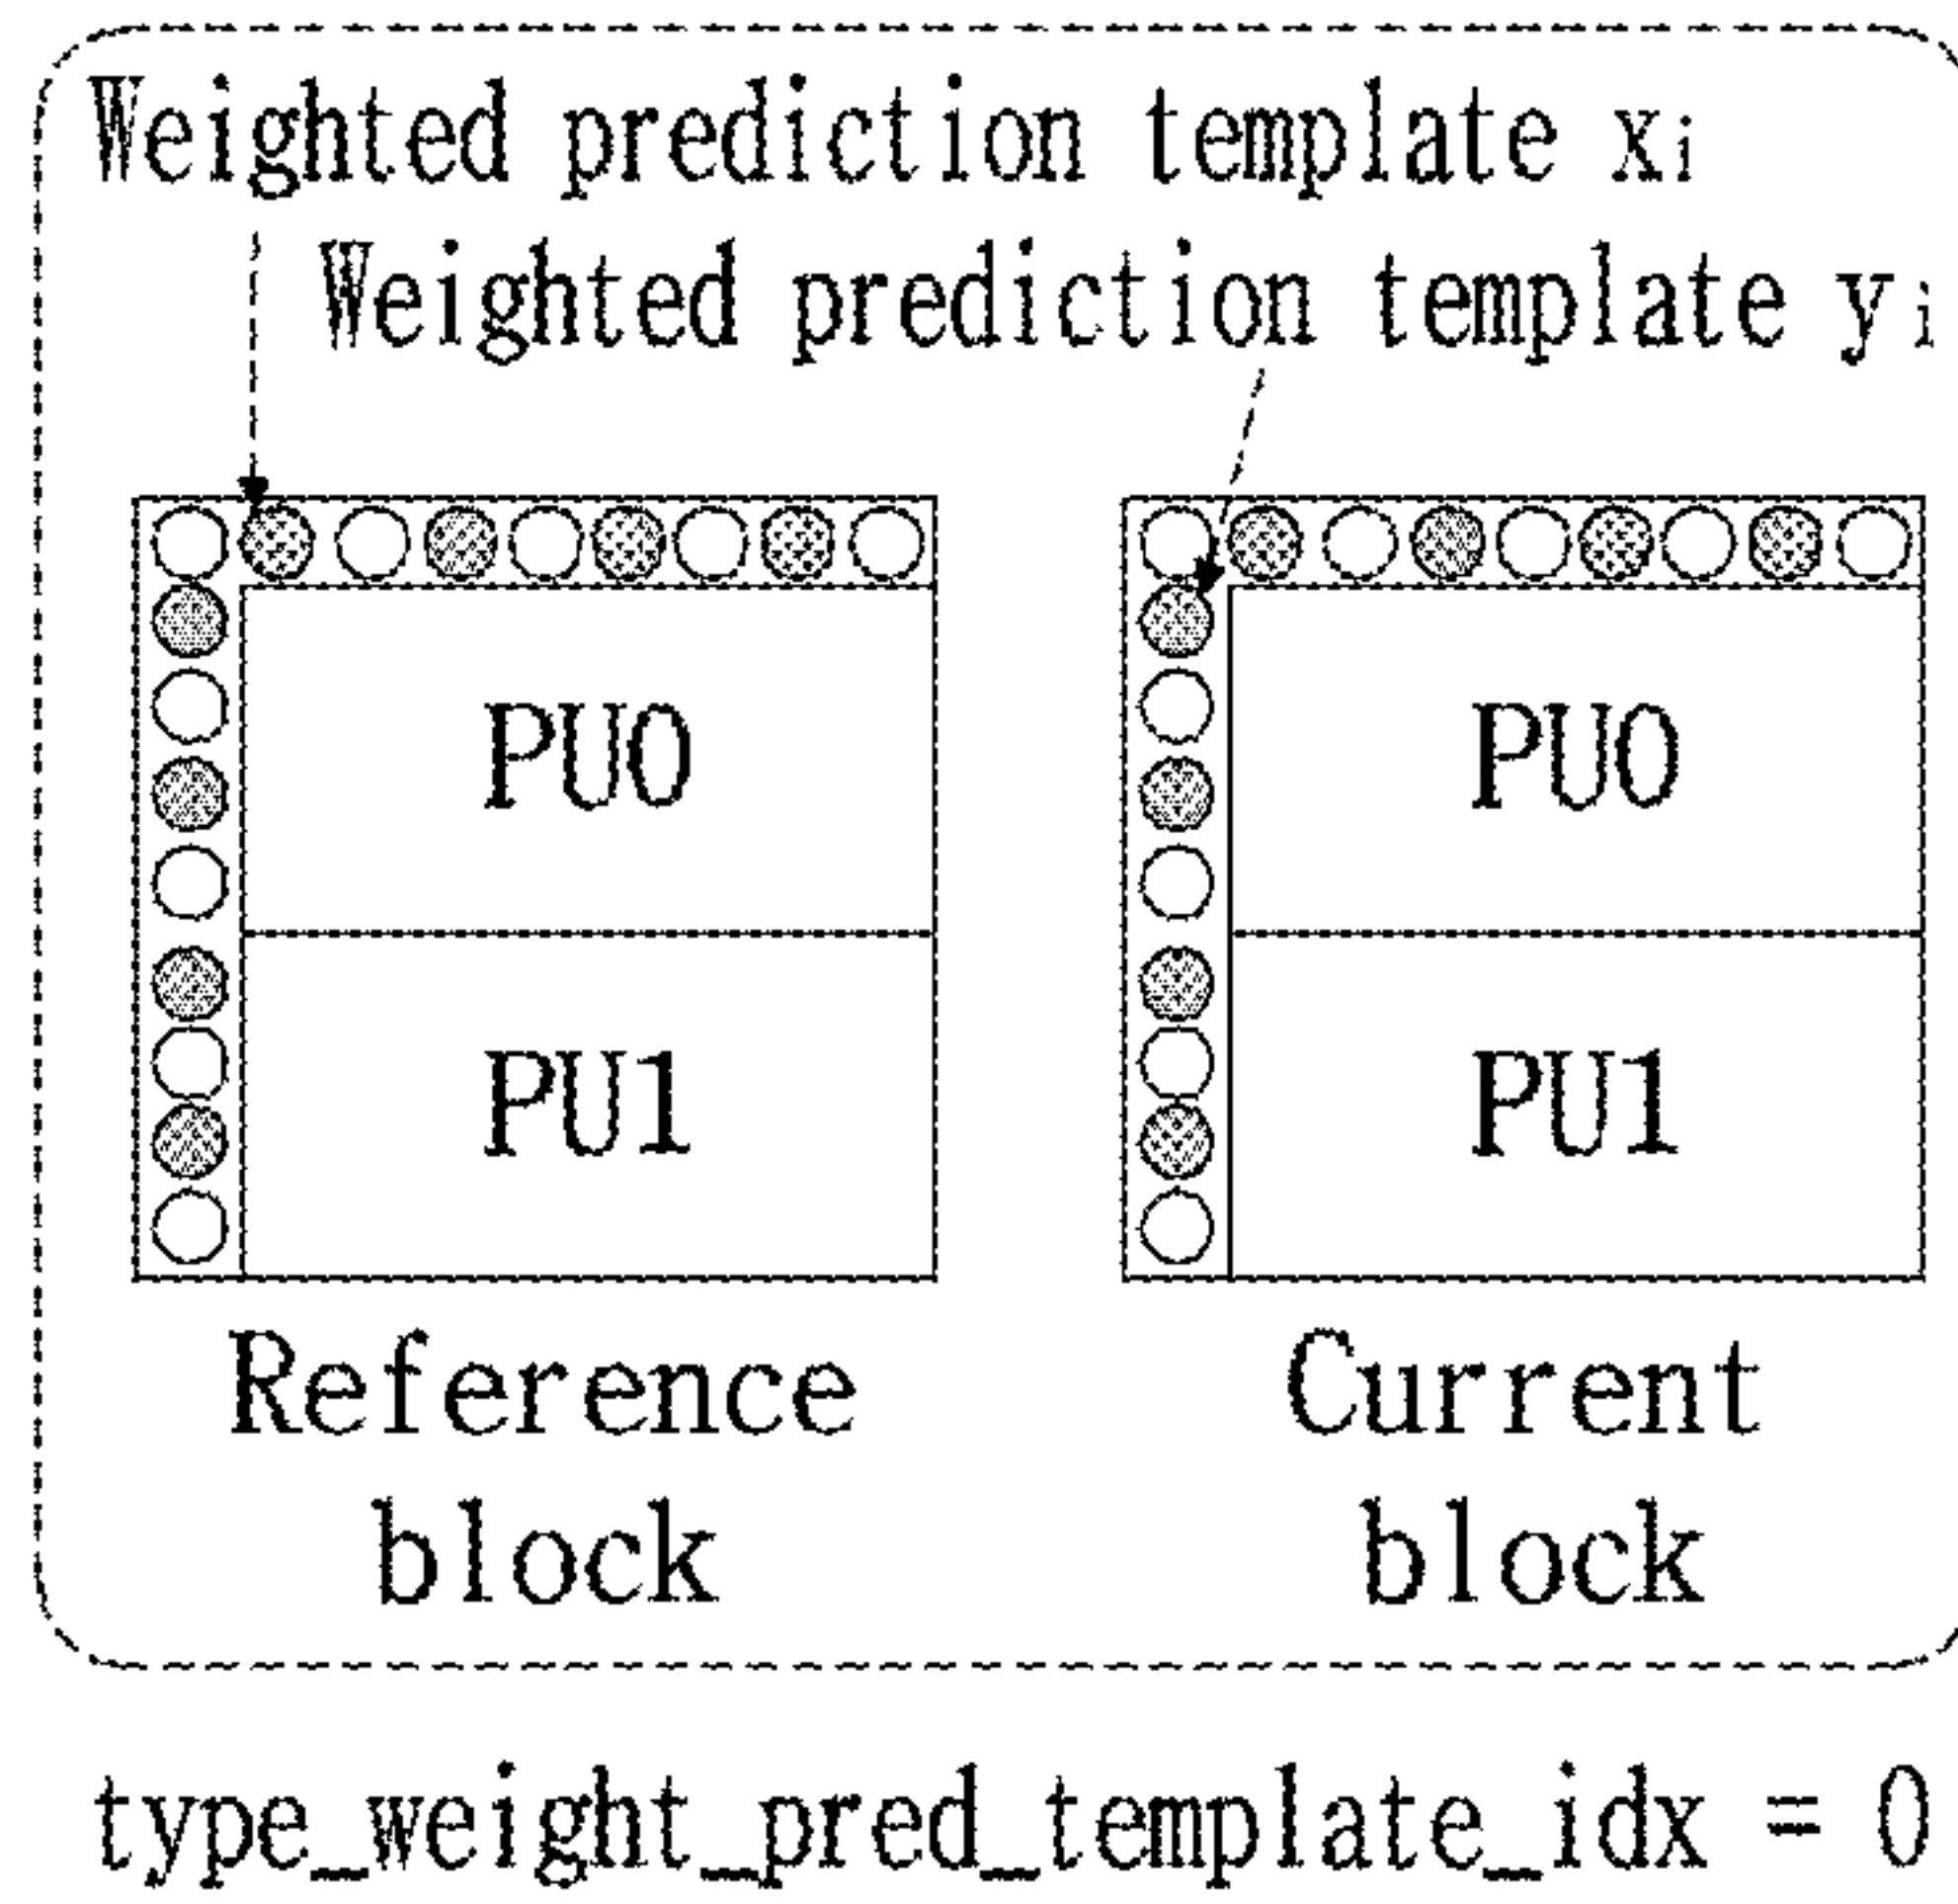 Weighted prediction template xi
Weighted prediction template yi
PU0
PU0
PU1
PU1
Reference block
Current block
type_weight_pred_template_idx = 0